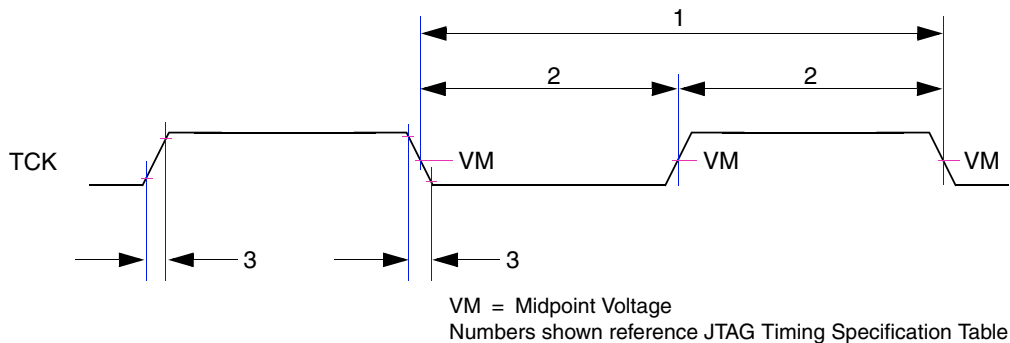 1
2 2
TCK VM VM VM
3 3
VM = Midpoint Voltage
Numbers shown reference JTAG Timing Specification Table